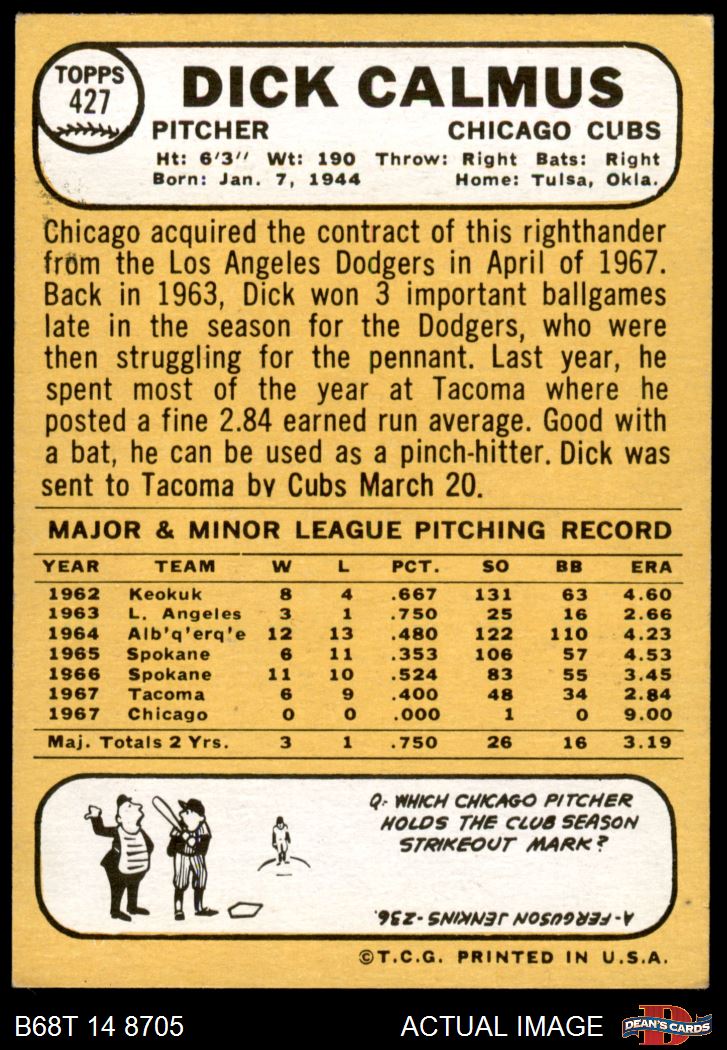 TOPPS
427
DICK CALMUS
PITCHER CHICAGO CUBS
Ht: 6'3'' Wt: 190 Throw: Right Bats: Right
Born: Jan. 7, 1944 Home: Tulsa, Okla.
Chicago acquired the contract of this righthander
from the Los Angeles Dodgers in April of 1967.
Back in 1963, Dick won 3 important ballgames
late in the season for the Dodgers, who were
then struggling for the pennant. Last year, he
spent most of the year at Tacoma where he
posted a fine 2.84 earned run average. Good with
a bat, he can be used as a pinch-hitter. Dick was
sent to Tacoma by Cubs March 20.
MAJOR & MINOR LEAGUE PITCHING RECORD
YEAR TEAM W L PCT. SO BB ERA
1962 Keokuk 8 4 .667 131 63 4.60
1963 L. Angeles 3 1 .750 25 16 2.66
1964 Alb'q'erq'e 12 13 .480 122 110 4.23
1965 Spokane 6 11 .353 106 57 4.53
1966 Spokane 11 10 .524 83 55 3.45
1967 Tacoma 6 9 .400 48 34 2.84
1967 Chicago 0 0 .000 1 0 9.00
Maj. Totals 2 Yrs. 3 1 .750 26 16 3.19
Q- WHICH CHICAGO PITCHER
HOLDS THE CLUB SEASON
STRIKEOUT MARK?
A-FERGUSON JENKINS-236.
©T.C.G. PRINTED IN U.S.A.
B68T 14 8705 ACTUAL IMAGE D DEAN'S CARDS